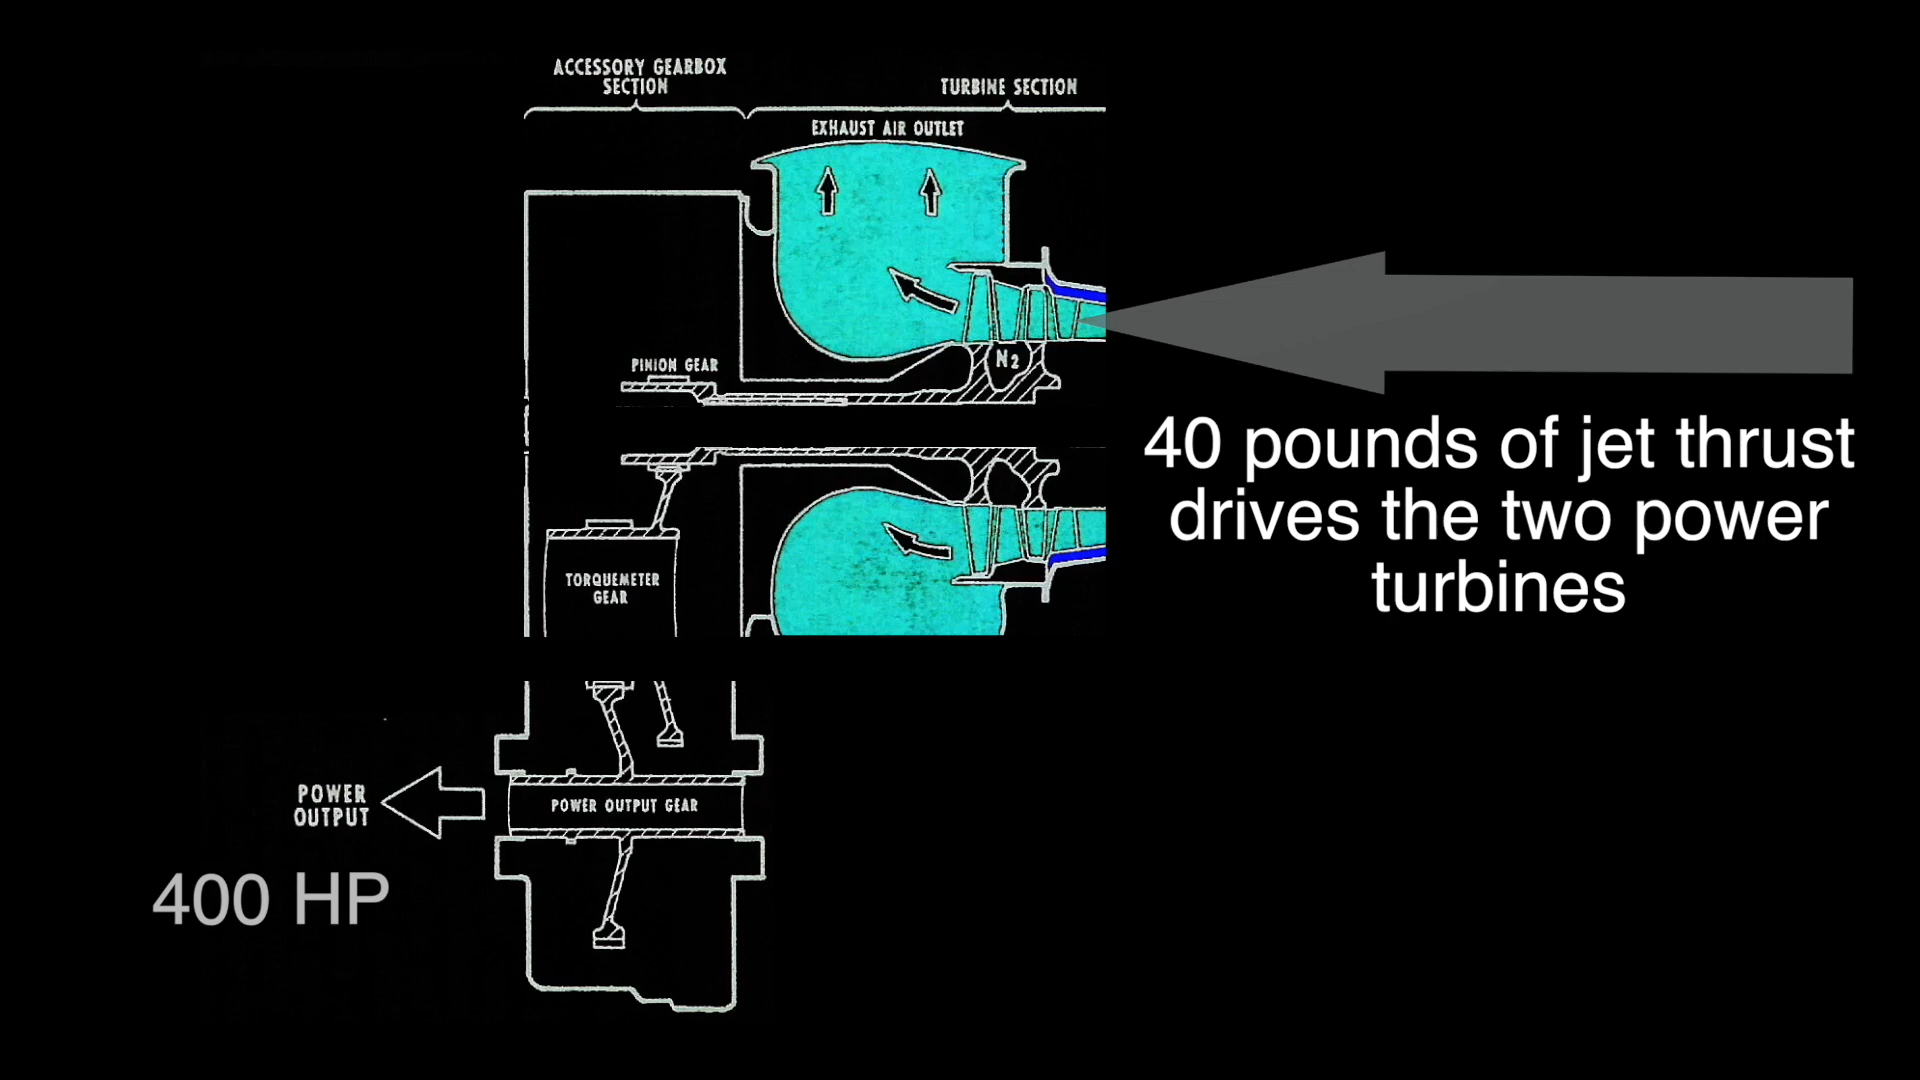 ACCESSORY GEARBOX
SECTION
TURBINE SECTION
EXHAUST AIR OUTLET
PINION GEAR
N2
40 pounds of jet thrust
drives the two power
turbines
TORQUEMETER
GEAR
POWER
OUTPUT
POWER OUTPUT GEAR
400 HP